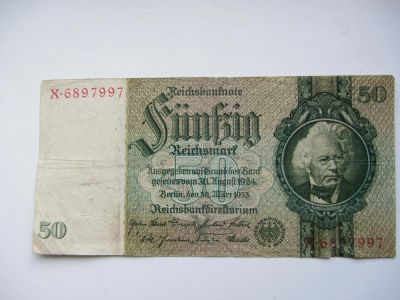 Reichsbanknote
50
X·6897997
Fünfzig
Reichsmark
Ausgegeben auf Grund des Bank
gesetzes vom 30. August 1924.
Berlin, den 30. März 1933
Reichsbankdirektorium
50
X·6897997